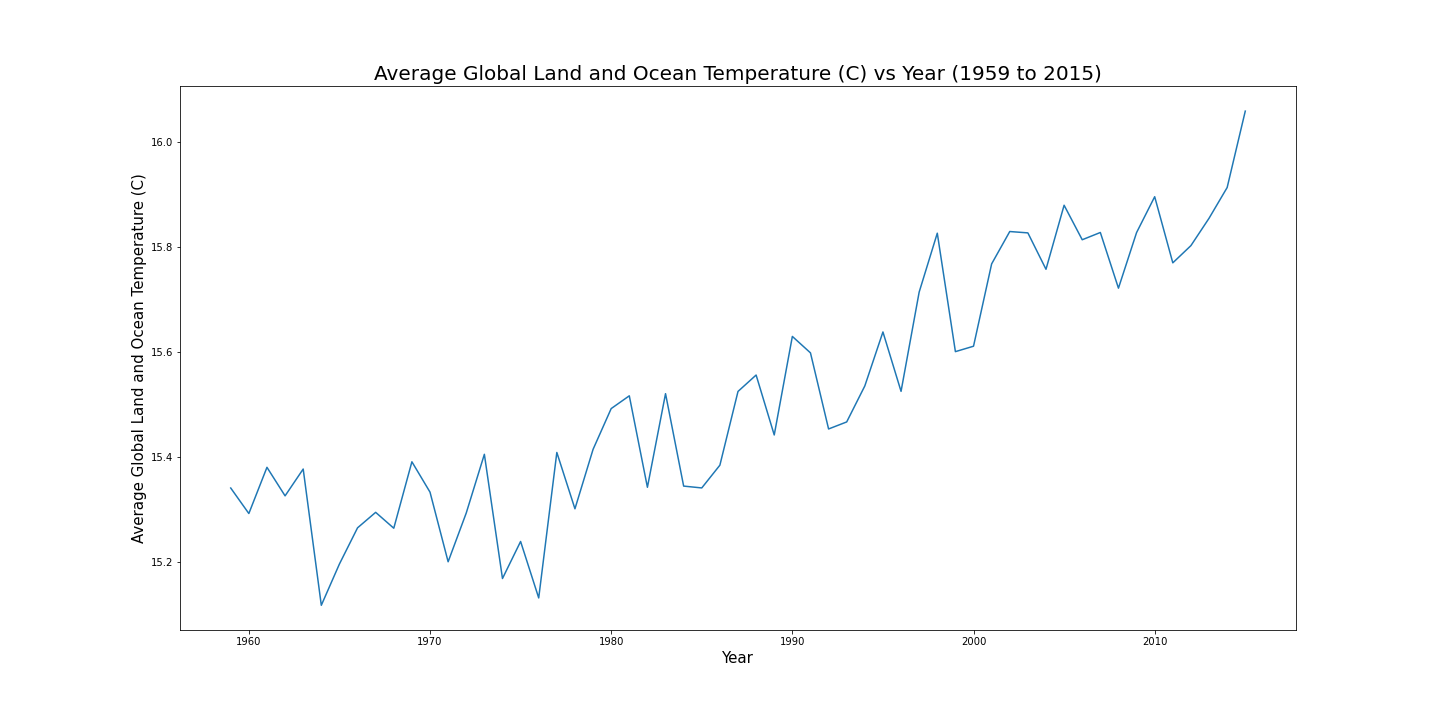 Average Global Land and Ocean Temperature (C) vs Year (1959 to 2015)
Average Global Land and Ocean Temperature (C)
16.0
15.8
15.6
15.4
15.2
1960 1970 1980 1990 2000 2010
Year